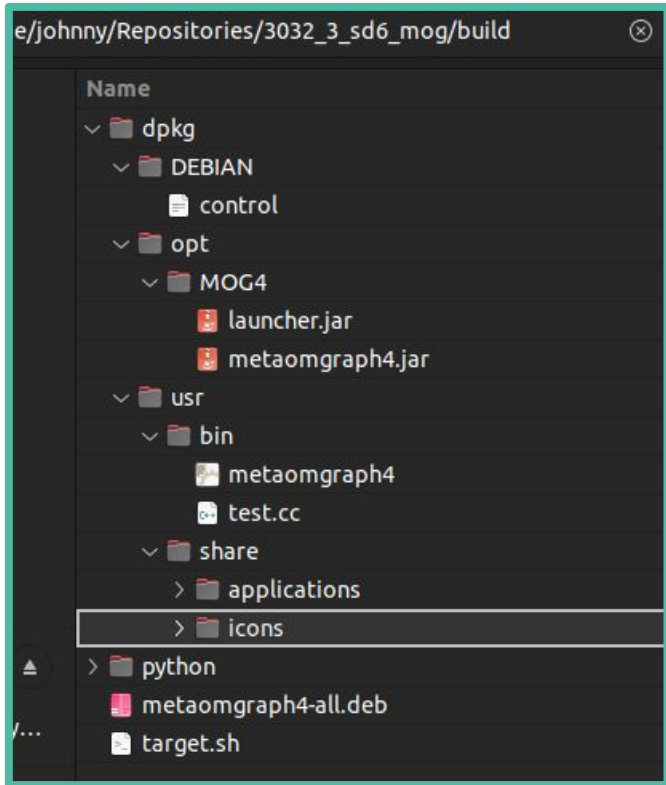 e/johnny/Repositories/3032_3_sd6_mog/build
Name
dpkg
DEBIAN
control
opt
MOG4
launcher.jar
metaomgraph4.jar
usr
bin
metaomgraph4
test.cc
share
applications
icons
python
metaomgraph4-all.deb
y...
target.sh